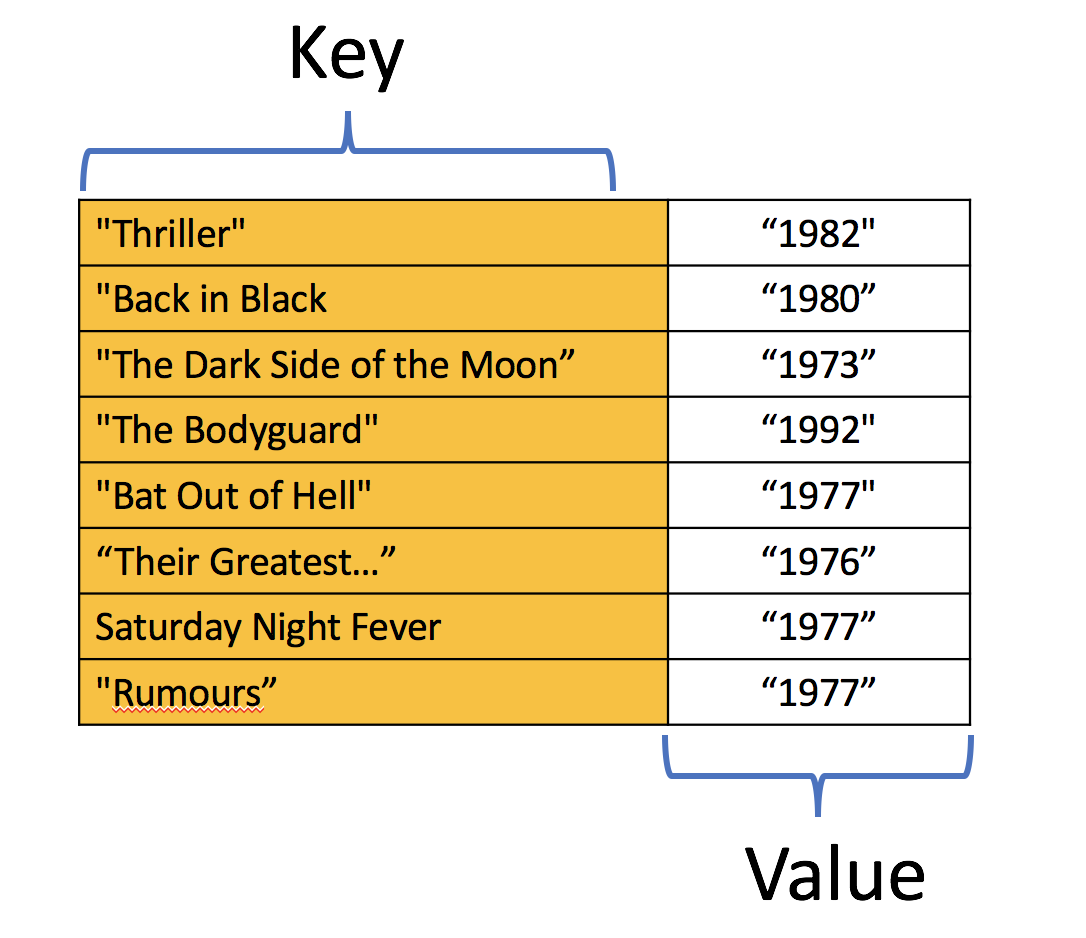 Key
"Thriller" “1982"
"Back in Black “1980”
"The Dark Side of the Moon” “1973”
"The Bodyguard" “1992"
"Bat Out of Hell" “1977"
“Their Greatest...” “1976”
Saturday Night Fever “1977”
"Rumours” “1977”
Value